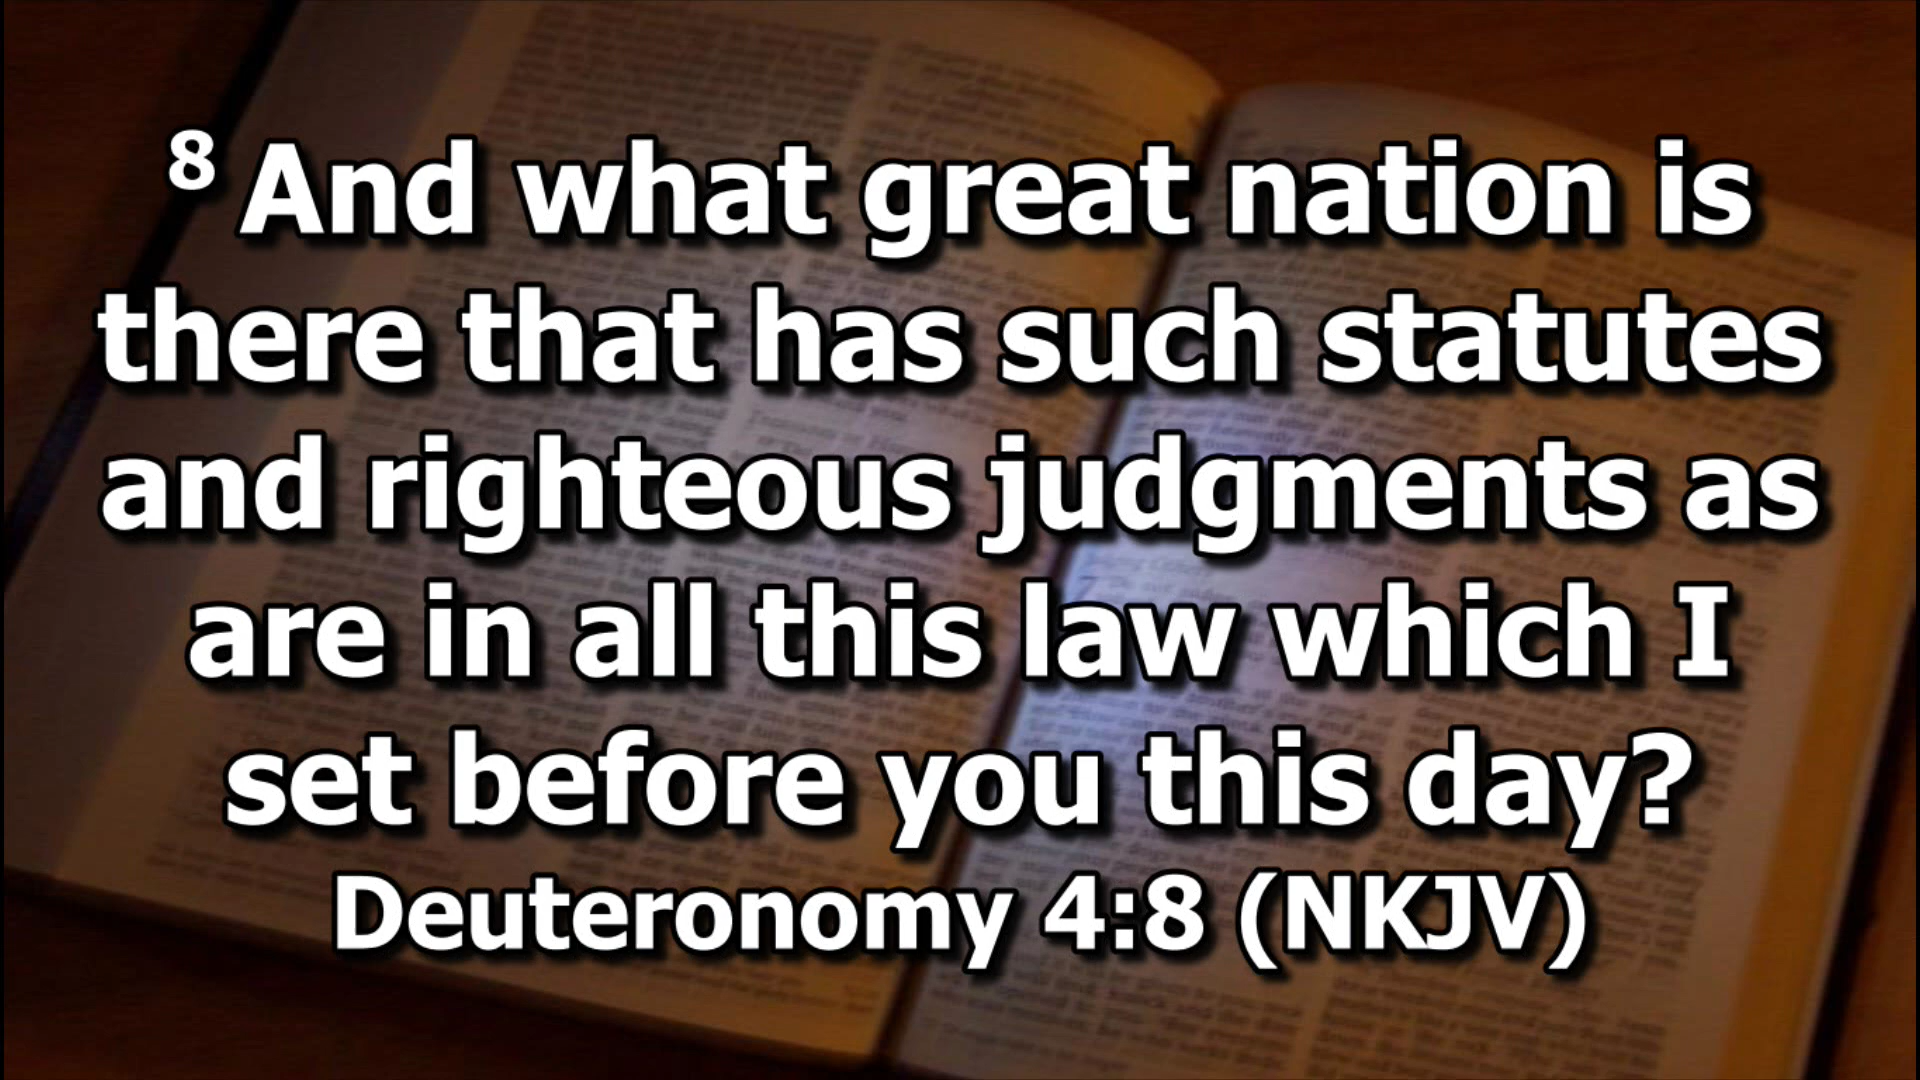 8 And what great nation is
there that has such statutes
and righteous judgments as
are in all this law which I
set before you this day?
Deuteronomy 4:8 (NKJV)